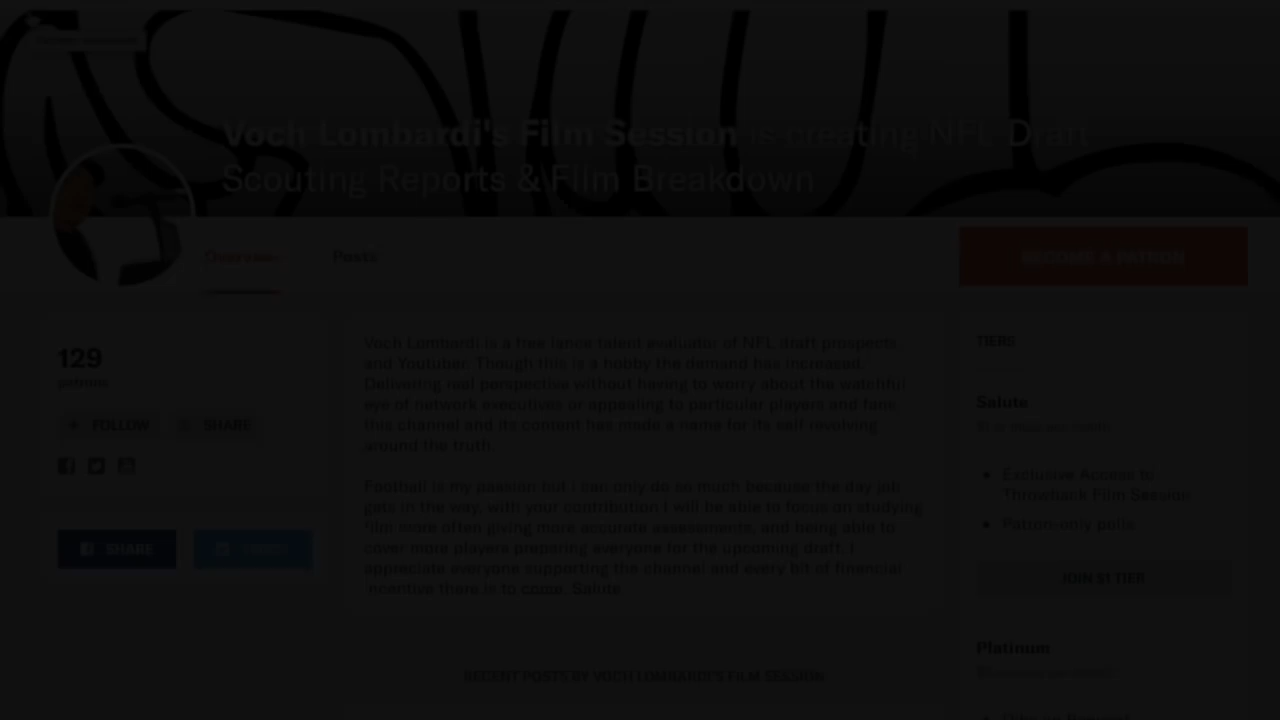 Voch Lombardi's Film Session is creating NFL Draft
Scouting Reports & Film Breakdown
Overview
Posts
BECOME A PATRON
129
patrons
FOLLOW
SHARE
SHARE
TWEET
Voch Lombardi is a free lance talent evaluator of NFL draft prospects
and Youtuber. Though this is a hobby the demand has increased.
Delivering real perspective without having to worry about the watchful
eye of network executives or appealing to particular players and fans,
this channel and its content has made a name for its self revolving
around the truth.
Football is my passion but i can only do so much because the day job
gets in the way, with your contribution I will be able to focus on studying
film more often giving more accurate assessments, and being able to
cover more players preparing everyone for the upcoming draft. I
appreciate everyone supporting the channel and every bit of financial
incentive there is to come. Salute
RECENT POSTS BY VOCH LOMBARDI'S FILM SESSION
TIERS
Salute
Exclusive Access to
Throwback Film Session
Patron-only polls
JOIN $1 TIER
Platinum